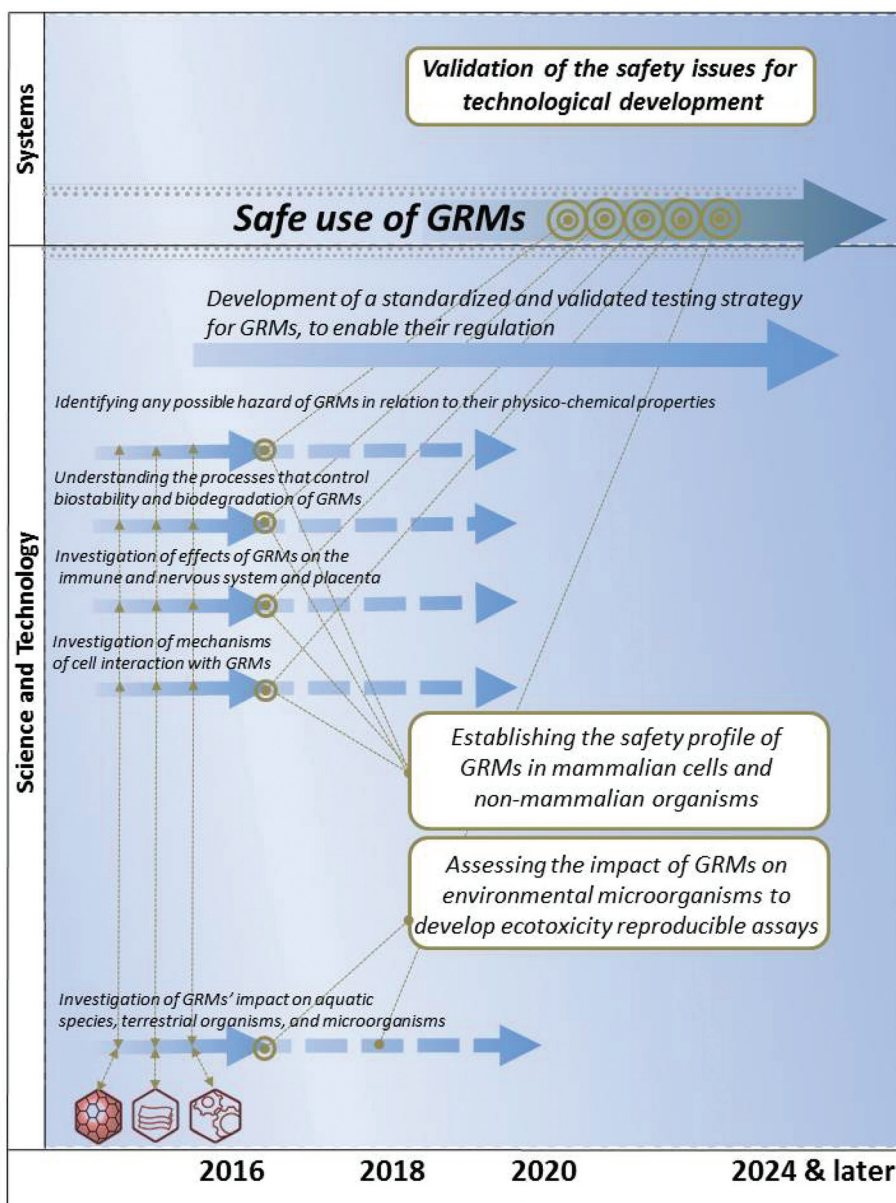 Systems
Validation of the safety issues for
technological development
Safe use of GRMs
Science and Technology
Development of a standardized and validated testing strategy
for GRMs, to enable their regulation
Identifying any possible hazard of GRMs in relation to their physico-chemical properties
Understanding the processes that control
biostability and biodegradation of GRMs
Investigation of effects of GRMs on the
immune and nervous system and placenta
Investigation of mechanisms
of cell interaction with GRMs
Establishing the safety profile of
GRMs in mammalian cells and
non-mammalian organisms
Assessing the impact of GRMs on
environmental microorganisms to
develop ecotoxicity reproducible assays
Investigation of GRMs' impact on aquatic
species, terrestrial organisms, and microorganisms
2016 2018 2020 2024 & later